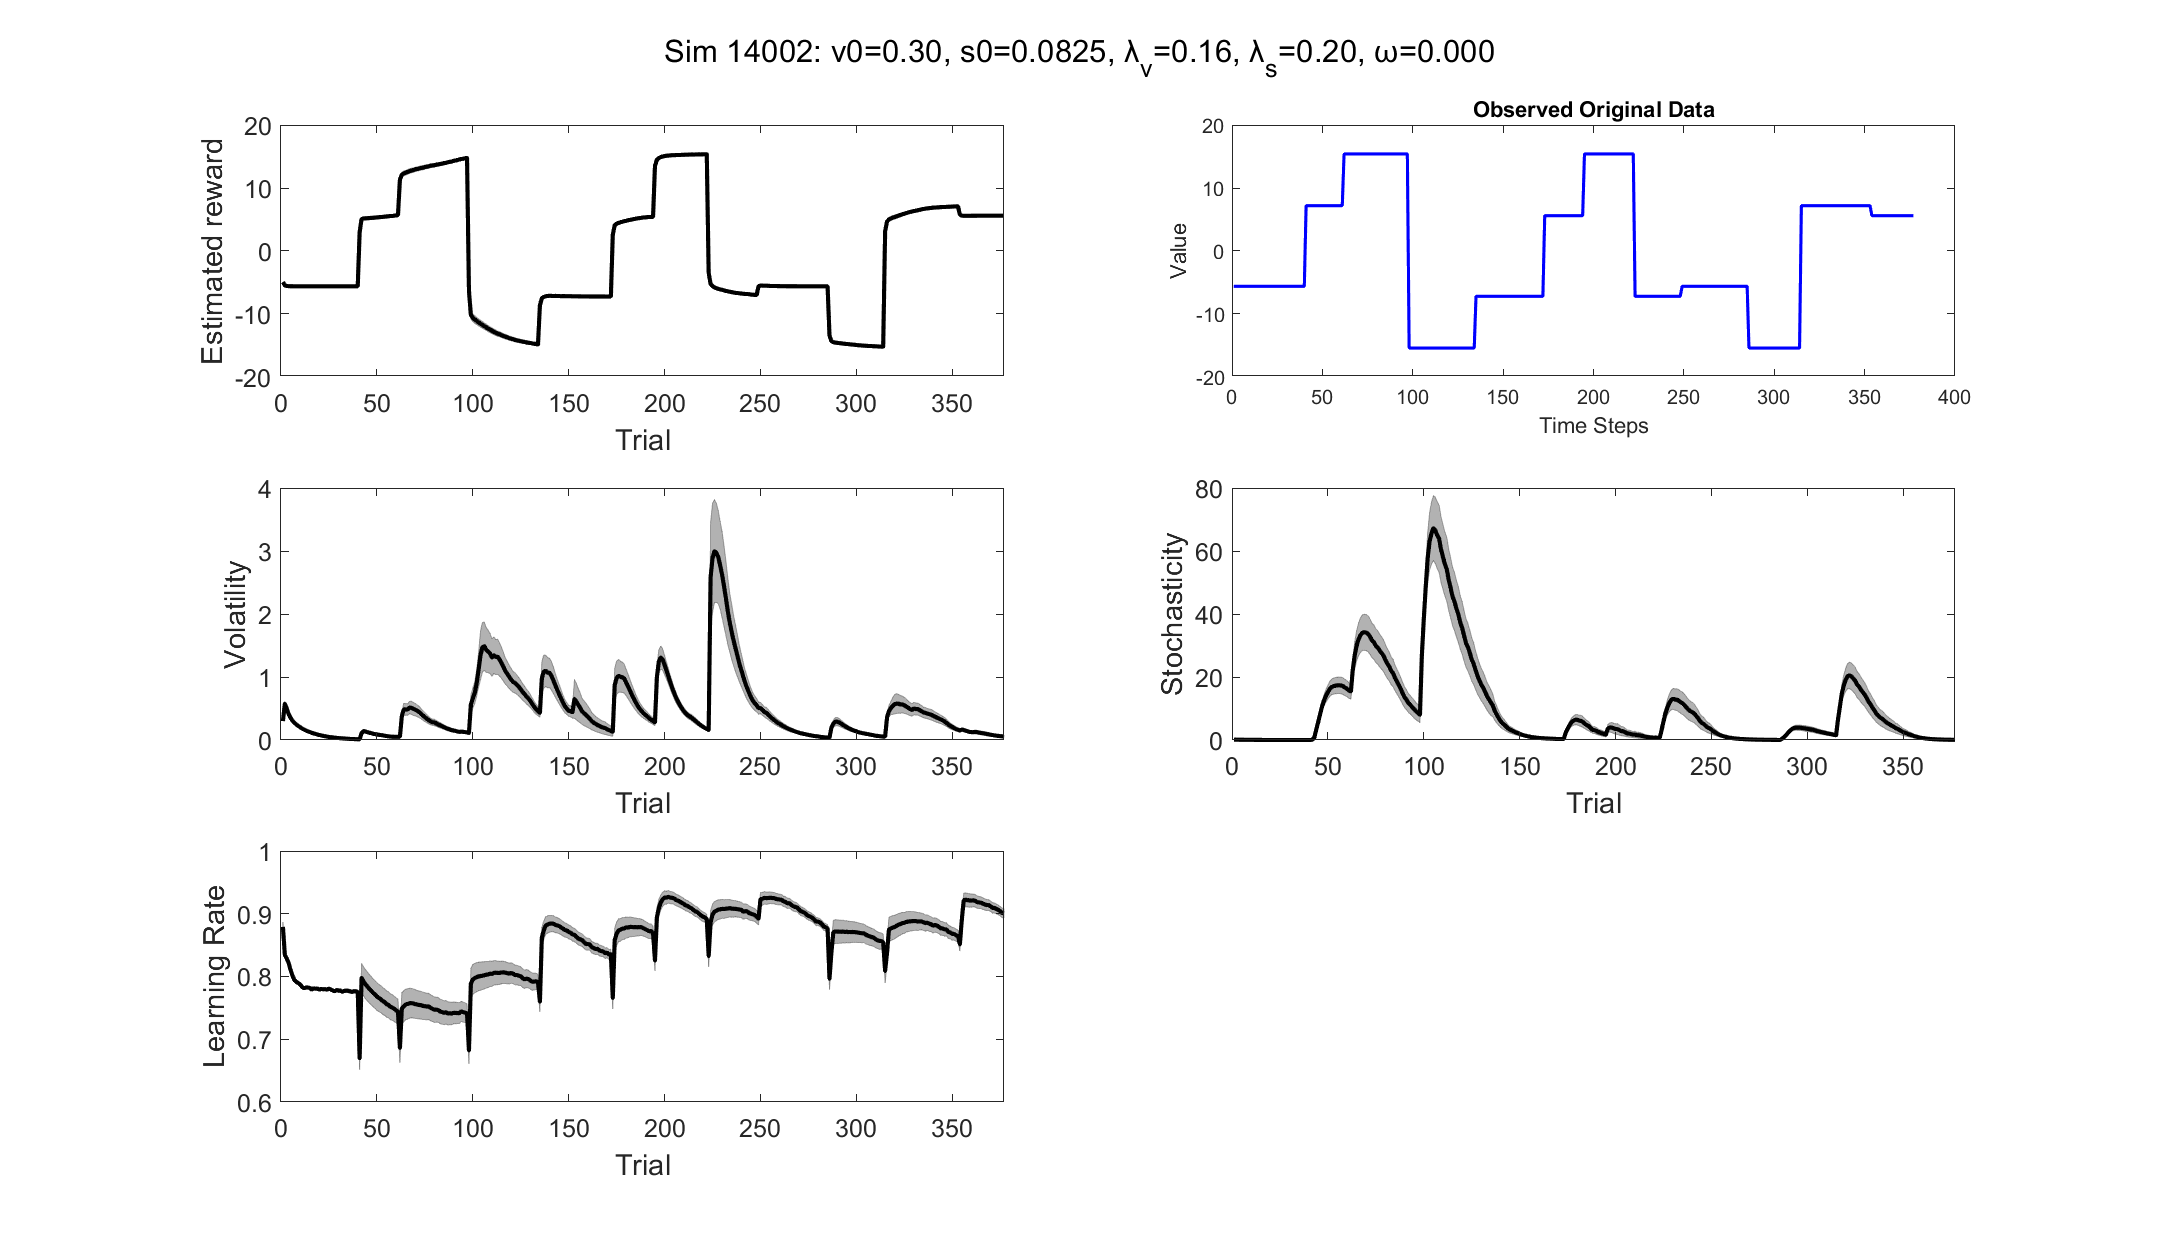 Sim 14002: v0=0.30, s0=0.0825, λv=0.16, λs=0.20, ω=0.000
20
10
0
-10
-20
Estimated reward
0 50 100 150 200 250 300 350
Trial
Observed Original Data
20
10
0
-10
-20
Value
0 50 100 150 200 250 300 350 400
Time Steps
4
3
2
1
0
Volatility
0 50 100 150 200 250 300 350
Trial
80
60
40
20
0
Stochasticity
0 50 100 150 200 250 300 350
Trial
1
0.9
0.8
0.7
0.6
Learning Rate
0 50 100 150 200 250 300 350
Trial